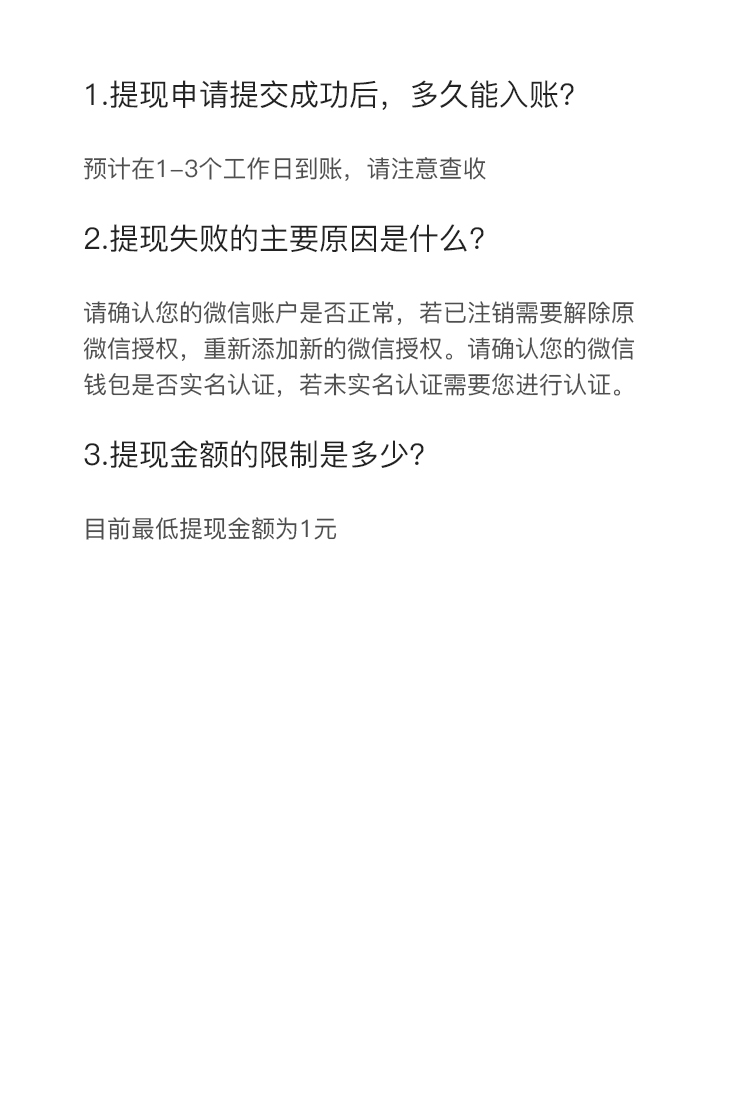 1.提现申请提交成功后，多久能入账？
预计在1-3个工作日到账，请注意查收
2.提现失败的主要原因是什么？
请确认您的微信账户是否正常，若已注销需要解除原
微信授权，重新添加新的微信授权。请确认您的微信
钱包是否实名认证，若未实名认证需要您进行认证。
3.提现金额的限制是多少？
目前最低提现金额为1元